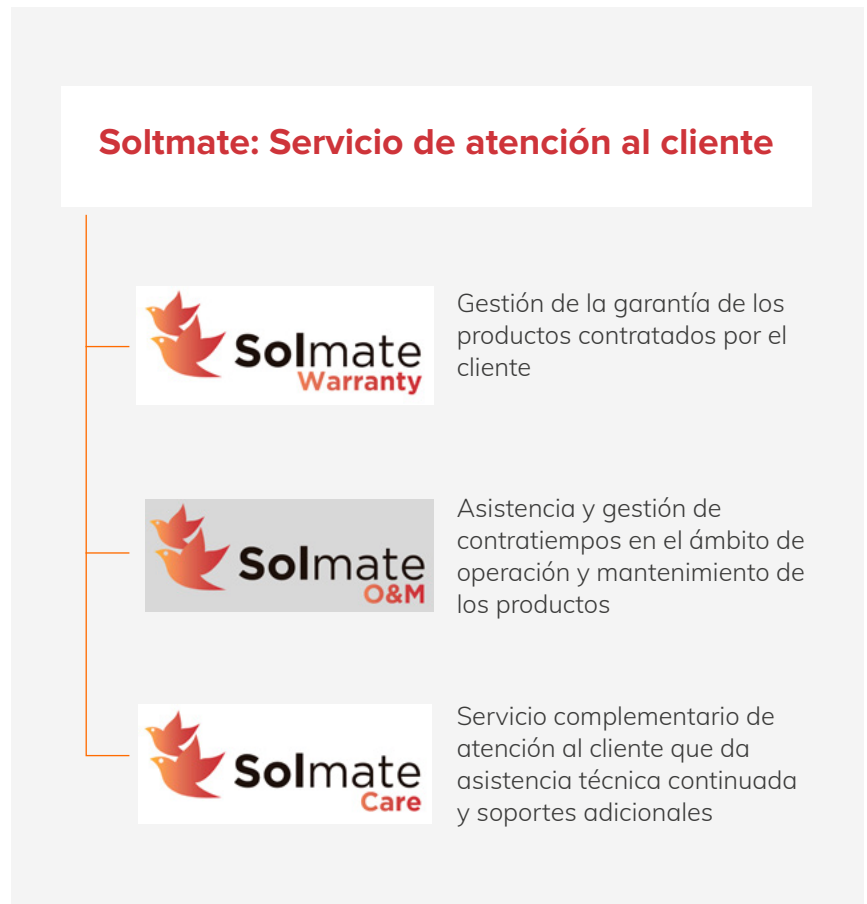 Soltmate: Servicio de atención al cliente
Solmate
Warranty
Gestión de la garantía de los
productos contratados por el
cliente
Solmate
O&M
Asistencia y gestión de
contratiempos en el ámbito de
operación y mantenimiento de
los productos
Solmate
Care
Servicio complementario de
atención al cliente que da
asistencia técnica continuada
y soportes adicionales